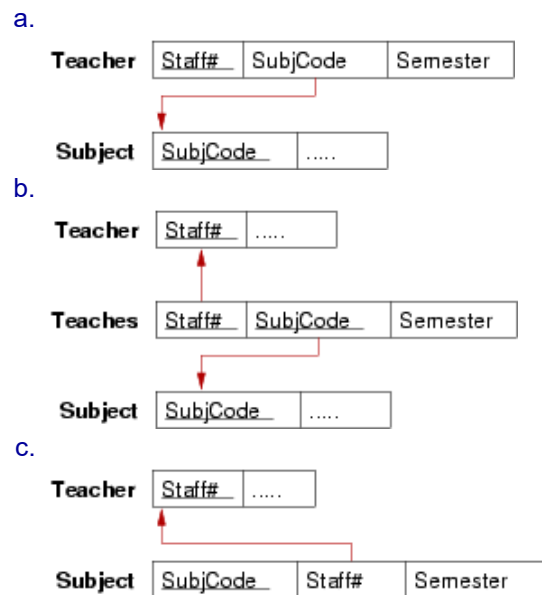 a.
Teacher Staff# SubjCode Semester
Subject SubjCode .....
b.
Teacher Staff# .....
Teaches Staff# SubjCode Semester
Subject SubjCode .....
c.
Teacher Staff# .....
Subject SubjCode Staff# Semester